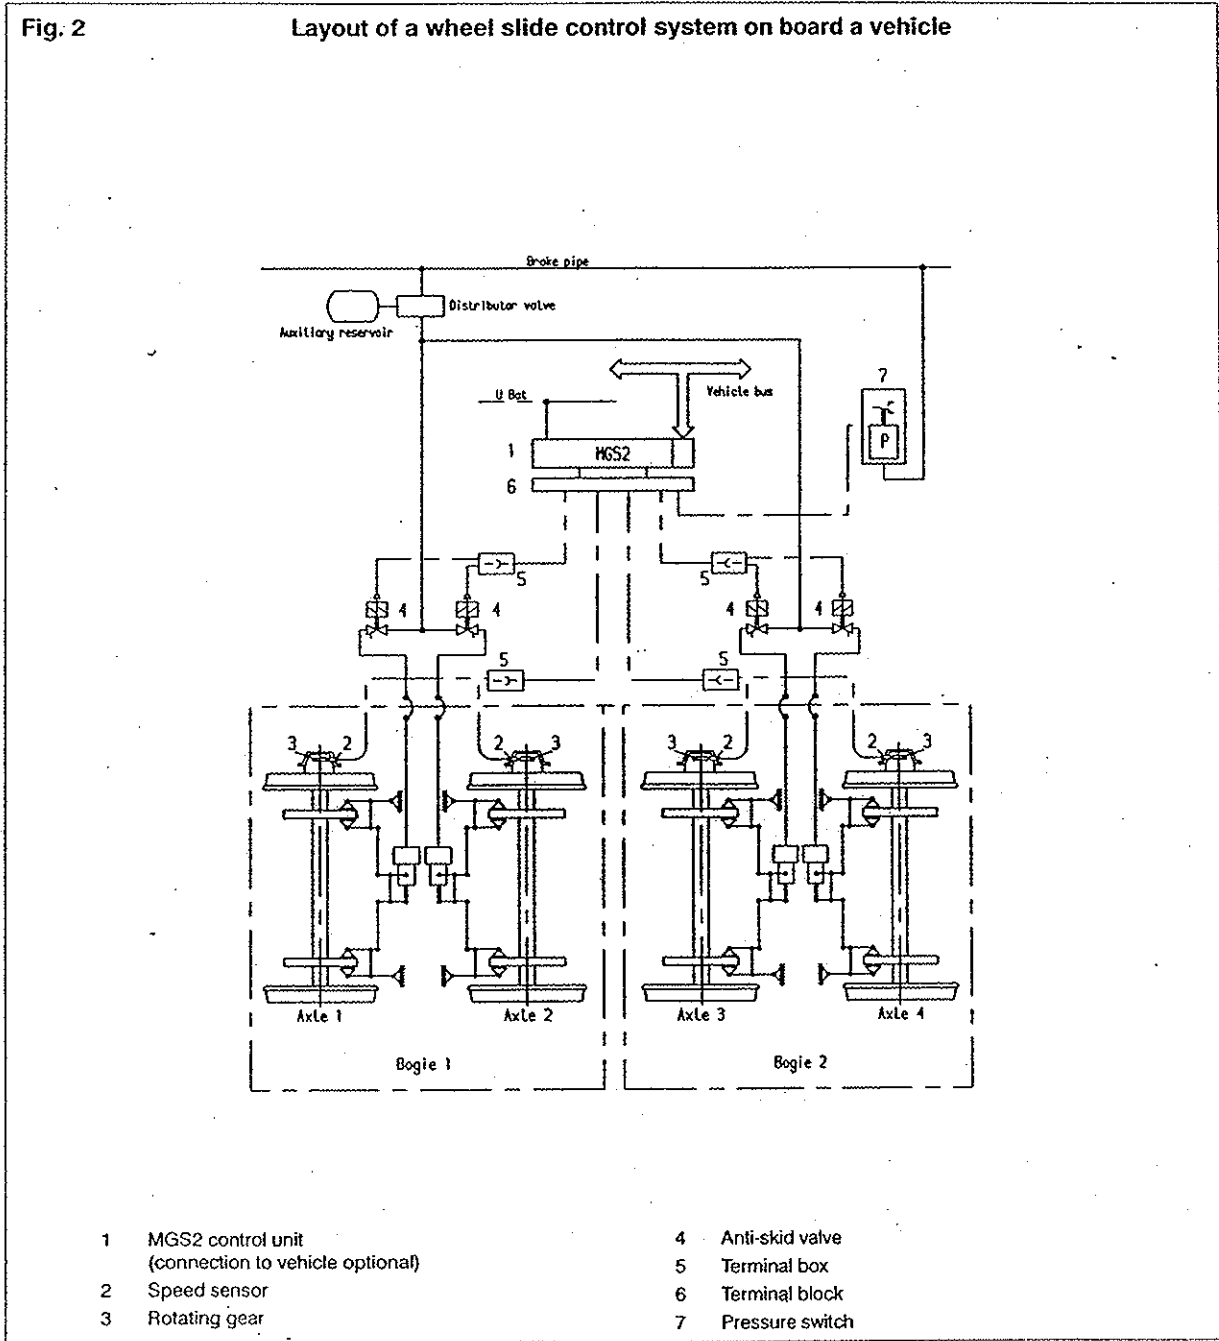 Fig. 2 Layout of a wheel slide control system on board a vehicle
Brake pipe
Distributor valve
Auxiliary reservoir
7
U Bat
Vehicle bus
P
1 MGS2
6
5 5
4 4 4 4
5 5
3 2 2 3 3 2 2 3
Axle 1 Axle 2 Axle 3 Axle 4
Bogie 1 Bogie 2
1 MGS2 control unit
(connection to vehicle optional)
2 Speed sensor
3 Rotating gear
4 Anti-skid valve
5 Terminal box
6 Terminal block
7 Pressure switch